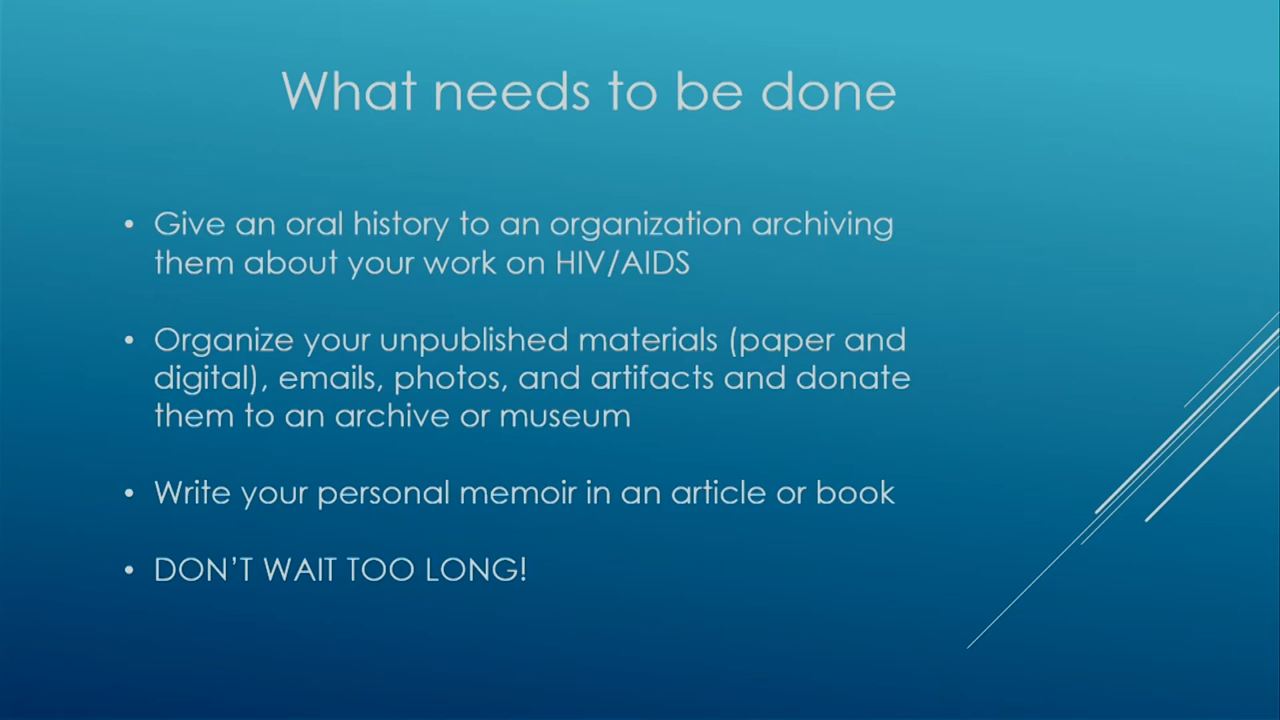 What needs to be done
• Give an oral history to an organization archiving
them about your work on HIV/AIDS
• Organize your unpublished materials (paper and
digital), emails, photos, and artifacts and donate
them to an archive or museum
• Write your personal memoir in an article or book
• DON'T WAIT TOO LONG!